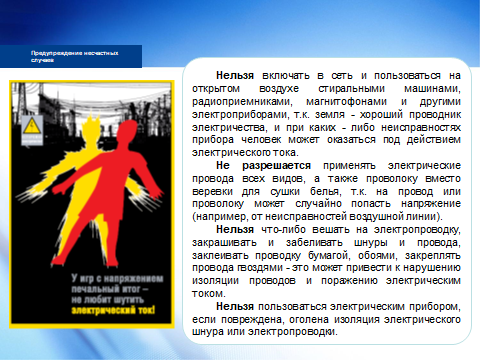 Предупреждение несчастных
случаев
Нельзя включать в сеть и пользоваться на
открытом воздухе стиральными машинами,
радиоприемниками, магнитофонами и другими
электроприборами, т.к. земля - хороший проводник
электричества, и при каких - либо неисправностях
прибора человек может оказаться под действием
электрического тока.
Не разрешается применять электрические
провода всех видов, а также проволоку вместо
веревки для сушки белья, т.к. на провод или
проволоку может случайно попасть напряжение
(например, от неисправностей воздушной линии).
Нельзя что-либо вешать на электропроводку,
закрашивать и забеливать шнуры и провода,
заклеивать проводку бумагой, обоями, закреплять
провода гвоздями - это может привести к нарушению
изоляции проводов и поражению электрическим
током.
Нельзя пользоваться электрическим прибором,
если повреждена, оголена изоляция электрического
шнура или электропроводки.
У игр с напряжением
печальный итог –
не любит шутить
электрический ток!